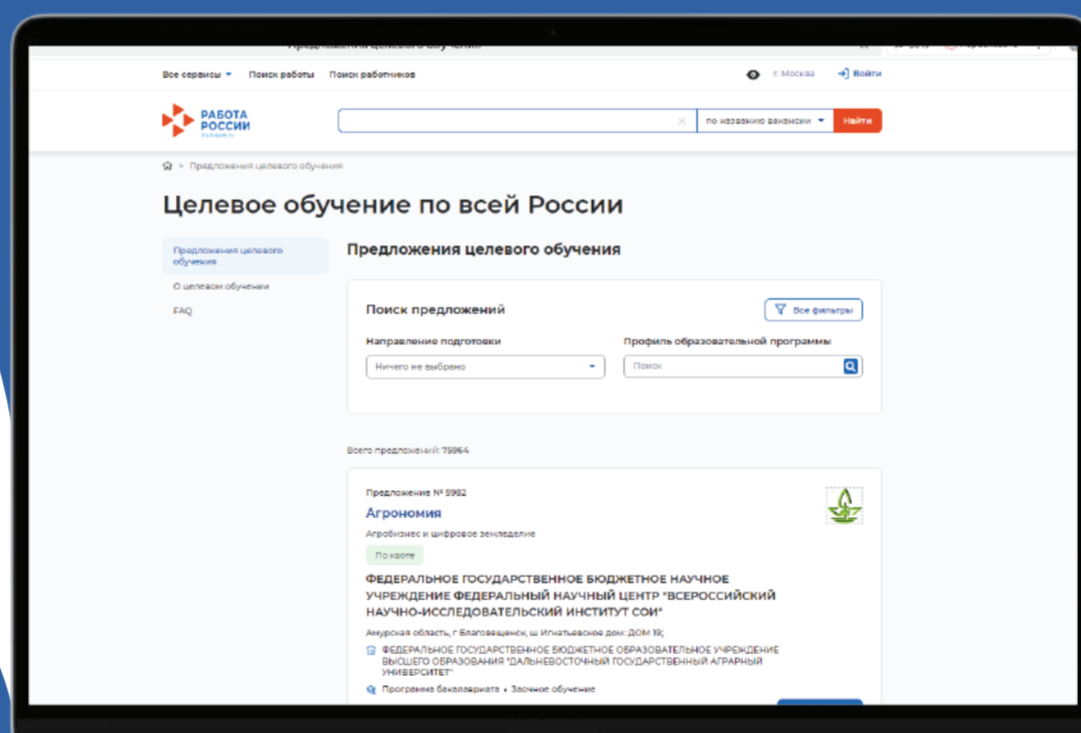 Все сервисы Поиск работы Поиск работников г. Москва Войти
РАБОТА
РОССИИ
по названию вакансии Найти
Предложения целевого обучения
Целевое обучение по всей России
Предложения целевого
обучения
О целевом обучении
FAQ
Предложения целевого обучения
Поиск предложений Все фильтры
Направление подготовки Профиль образовательной программы
Ничего не выбрано Поиск
Всего предложений: 75964
Предложение № 5982
Агрономия
Агробизнес и цифровое земледелие
По квоте
ФЕДЕРАЛЬНОЕ ГОСУДАРСТВЕННОЕ БЮДЖЕТНОЕ НАУЧНОЕ
УЧРЕЖДЕНИЕ ФЕДЕРАЛЬНЫЙ НАУЧНЫЙ ЦЕНТР "ВСЕРОССИЙСКИЙ
НАУЧНО-ИССЛЕДОВАТЕЛЬСКИЙ ИНСТИТУТ СОИ"
Амурская область, г Благовещенск, ш Игнатьевское дом: ДОМ 19;
ФЕДЕРАЛЬНОЕ ГОСУДАРСТВЕННОЕ БЮДЖЕТНОЕ ОБРАЗОВАТЕЛЬНОЕ УЧРЕЖДЕНИЕ
ВЫСШЕГО ОБРАЗОВАНИЯ "ДАЛЬНЕВОСТОЧНЫЙ ГОСУДАРСТВЕННЫЙ АГРАРНЫЙ
УНИВЕРСИТЕТ"
Программа бакалавриата • Заочное обучение